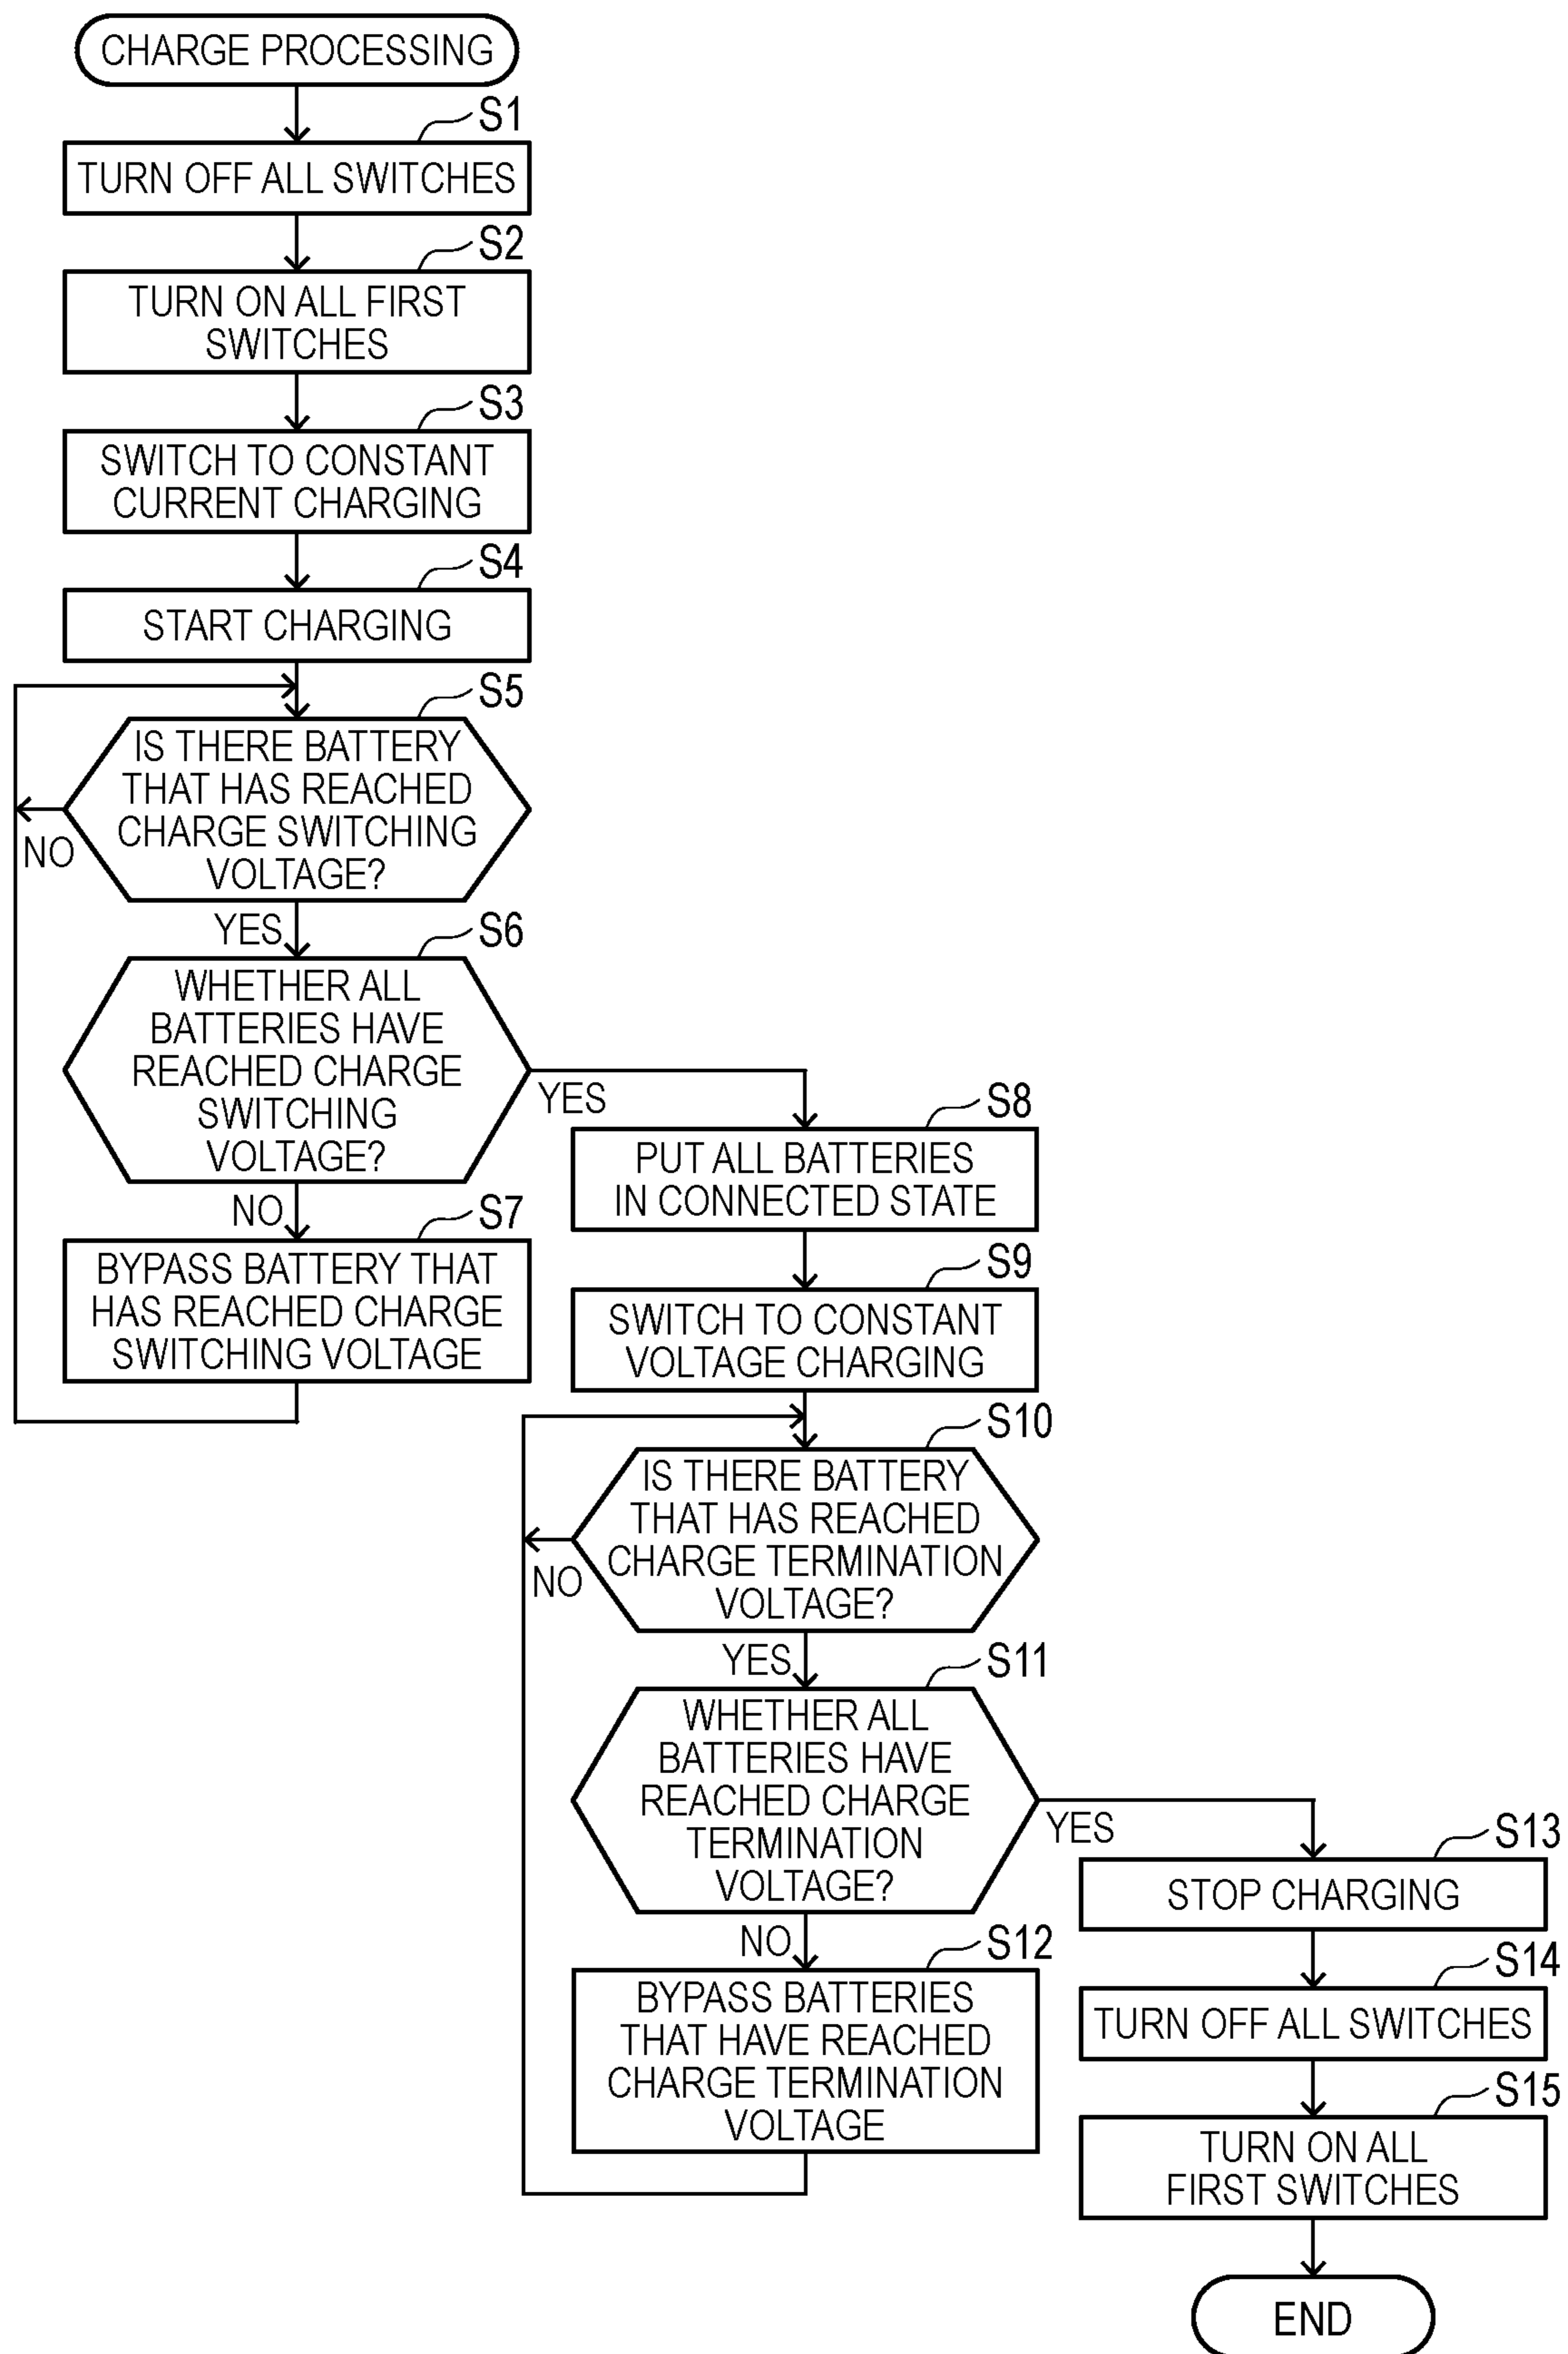 CHARGE PROCESSING
S1
TURN OFF ALL SWITCHES
S2
TURN ON ALL FIRST
SWITCHES
S3
SWITCH TO CONSTANT
CURRENT CHARGING
S4
START CHARGING
S5
IS THERE BATTERY
THAT HAS REACHED
CHARGE SWITCHING
VOLTAGE?
NO
YES
S6
WHETHER ALL
BATTERIES HAVE
REACHED CHARGE
SWITCHING
VOLTAGE?
YES
NO
S7
BYPASS BATTERY THAT
HAS REACHED CHARGE
SWITCHING VOLTAGE
S8
PUT ALL BATTERIES
IN CONNECTED STATE
S9
SWITCH TO CONSTANT
VOLTAGE CHARGING
S10
IS THERE BATTERY
THAT HAS REACHED
CHARGE TERMINATION
VOLTAGE?
NO
YES
S11
WHETHER ALL
BATTERIES HAVE
REACHED CHARGE
TERMINATION
VOLTAGE?
YES
NO
S12
BYPASS BATTERIES
THAT HAVE REACHED
CHARGE TERMINATION
VOLTAGE
S13
STOP CHARGING
S14
TURN OFF ALL SWITCHES
S15
TURN ON ALL
FIRST SWITCHES
END